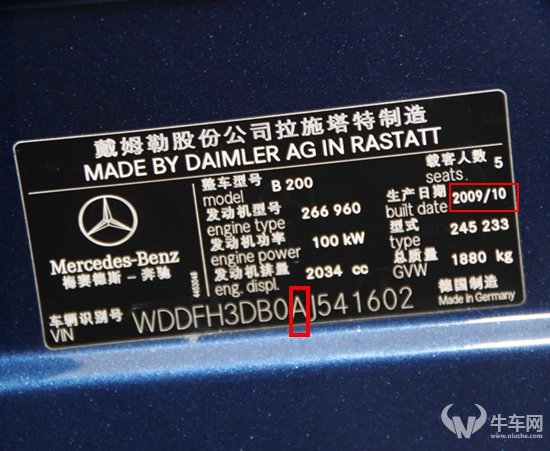 戴姆勒股份公司拉施塔特制造
MADE BY DAIMLER AG IN RASTATT
整车型号 B 200
model
发动机型号 266 960
engine type
发动机功率 100 kW
engine power
发动机排量 2034 cc
eng. displ.
载客人数 5
seats.
生产日期 2009/10
built date
型式 245 233
type
总质量 1880 kg
GVW
Mercedes-Benz
梅赛德斯-奔驰
德国制造
Made in Germany
车辆识别号 WDDFH3DB0AJ541602
VIN
牛车网
www.niuche.com